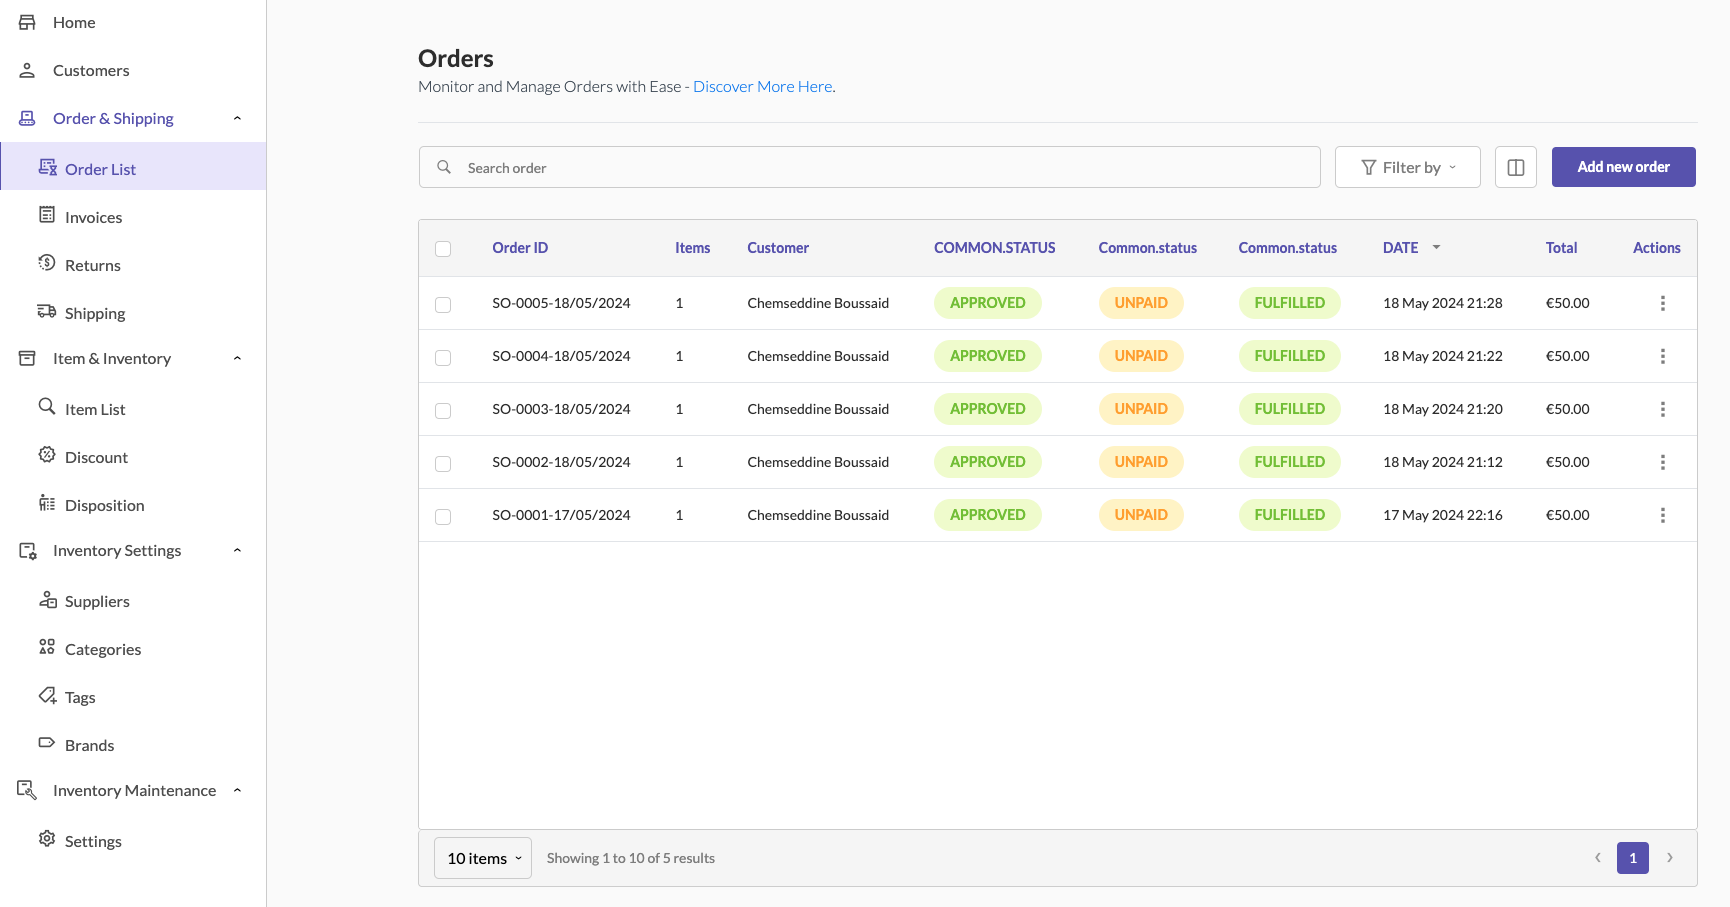 Home
Customers
Order & Shipping
Order List
Invoices
Returns
Shipping
Item & Inventory
Item List
Discount
Disposition
Inventory Settings
Suppliers
Categories
Tags
Brands
Inventory Maintenance
Settings
Orders
Monitor and Manage Orders with Ease - Discover More Here.
Search order
Filter by
Add new order
Order ID Items Customer COMMON.STATUS Common.status Common.status DATE Total Actions
SO-0005-18/05/2024 1 Chemseddine Boussaid APPROVED UNPAID FULFILLED 18 May 2024 21:28 €50.00
SO-0004-18/05/2024 1 Chemseddine Boussaid APPROVED UNPAID FULFILLED 18 May 2024 21:22 €50.00
SO-0003-18/05/2024 1 Chemseddine Boussaid APPROVED UNPAID FULFILLED 18 May 2024 21:20 €50.00
SO-0002-18/05/2024 1 Chemseddine Boussaid APPROVED UNPAID FULFILLED 18 May 2024 21:12 €50.00
SO-0001-17/05/2024 1 Chemseddine Boussaid APPROVED UNPAID FULFILLED 17 May 2024 22:16 €50.00
10 items Showing 1 to 10 of 5 results 1